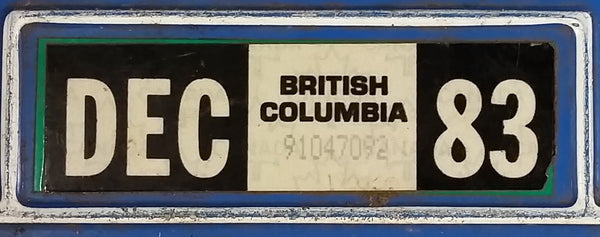 DEC
BRITISH
COLUMBIA
91047092
83